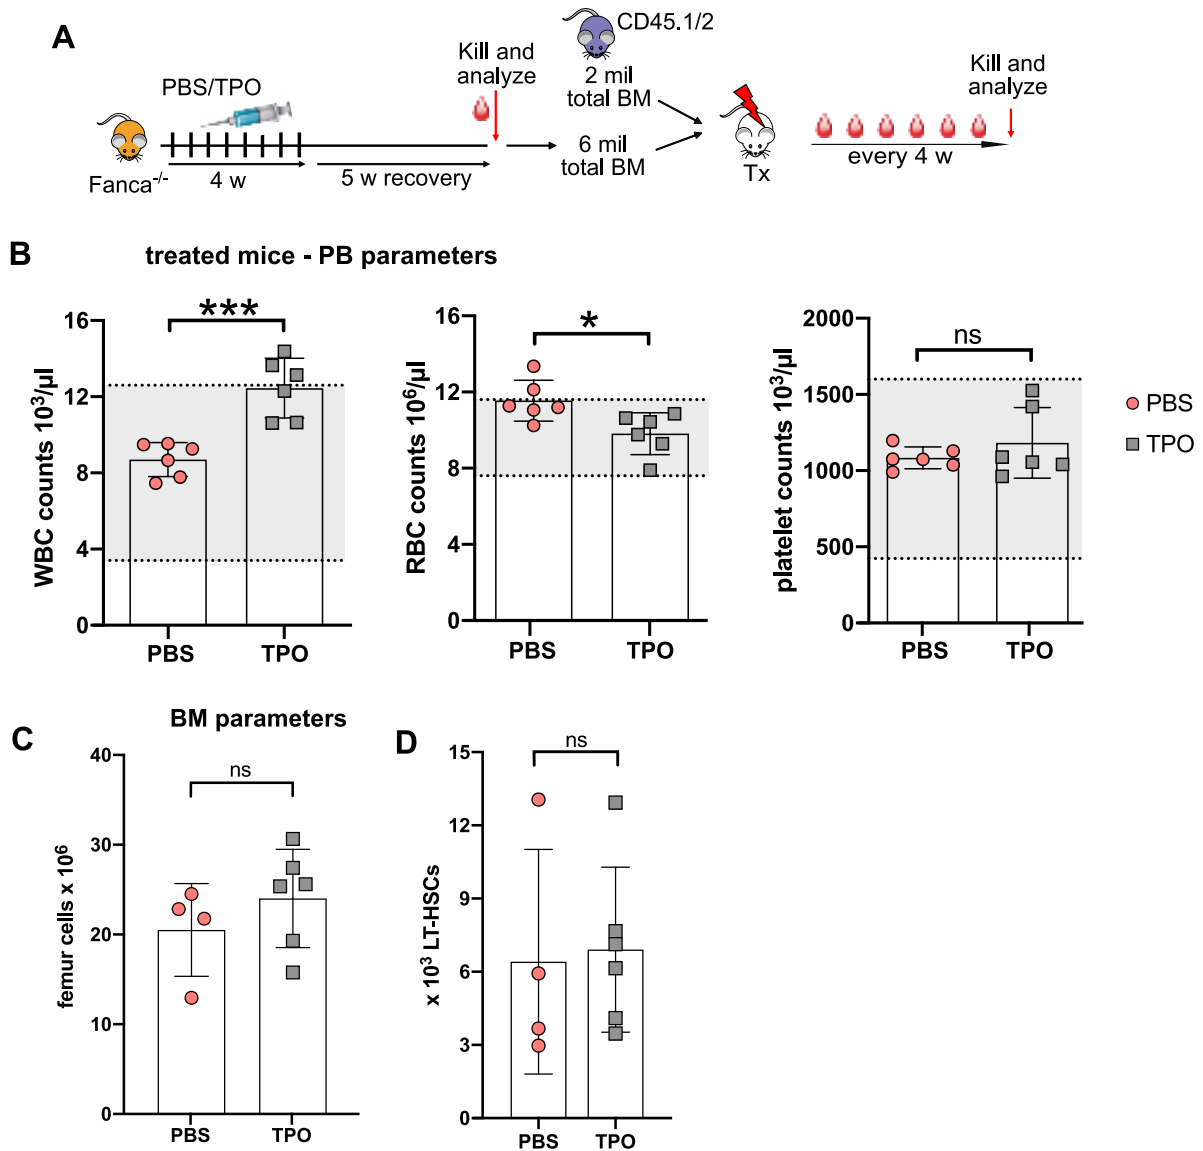 A
PBS/TPO
Fanca-/-
4 w
5 w recovery
Kill and
analyze
CD45.1/2
2 mil
total BM
6 mil
total BM
Tx
every 4 w
Kill and
analyze
B
treated mice - PB parameters
WBC counts 10³/µl
16
12
8
4
0
***
PBS
TPO
RBC counts 10⁶/µl
16
12
8
4
0
*
PBS
TPO
platelet counts 10³/µl
2000
1500
1000
500
0
ns
PBS
TPO
PBS
TPO
BM parameters
C
femur cells x 10⁶
40
30
20
10
0
ns
PBS
TPO
D
x 10³ LT-HSCs
15
12
9
6
3
0
ns
PBS
TPO